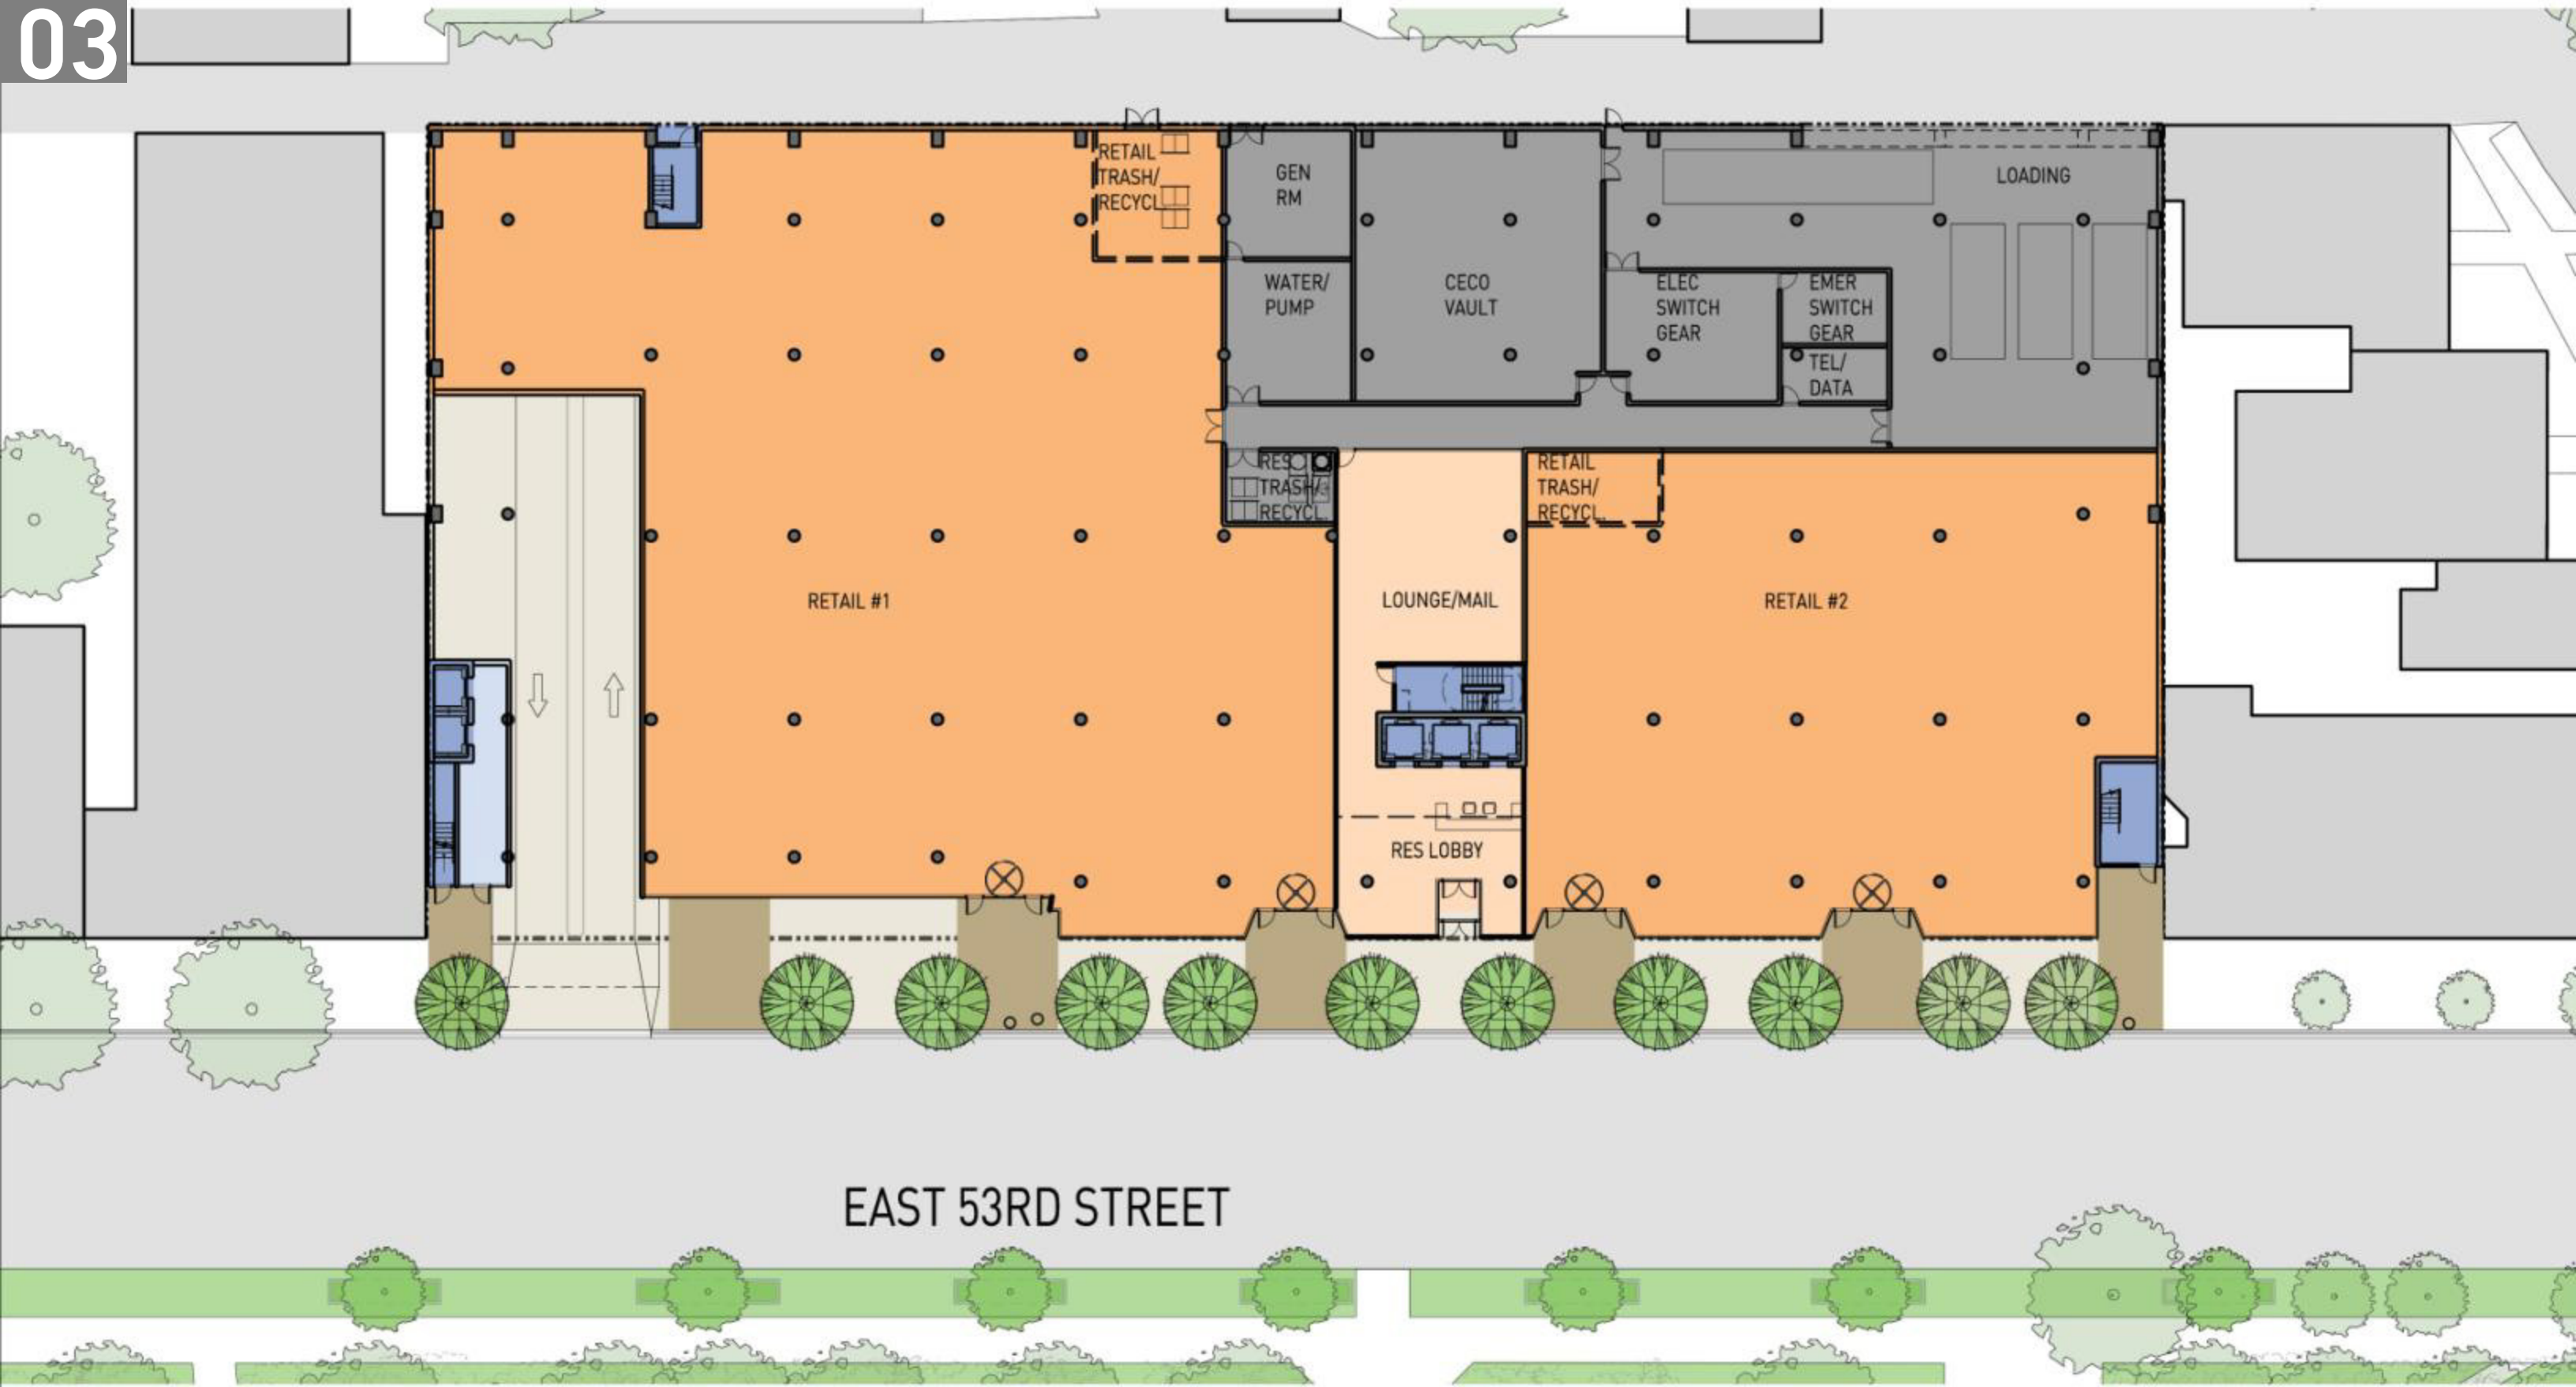 03
RETAIL
TRASH/
RECYCL
GEN
RM
WATER/
PUMP
CECO
VAULT
LOADING
ELEC
SWITCH
GEAR
EMER
SWITCH
GEAR
TEL/
DATA
RES
TRASH/
RECYCL.
RETAIL
TRASH/
RECYCL.
RETAIL #1
LOUNGE/MAIL
RETAIL #2
RES LOBBY
EAST 53RD STREET